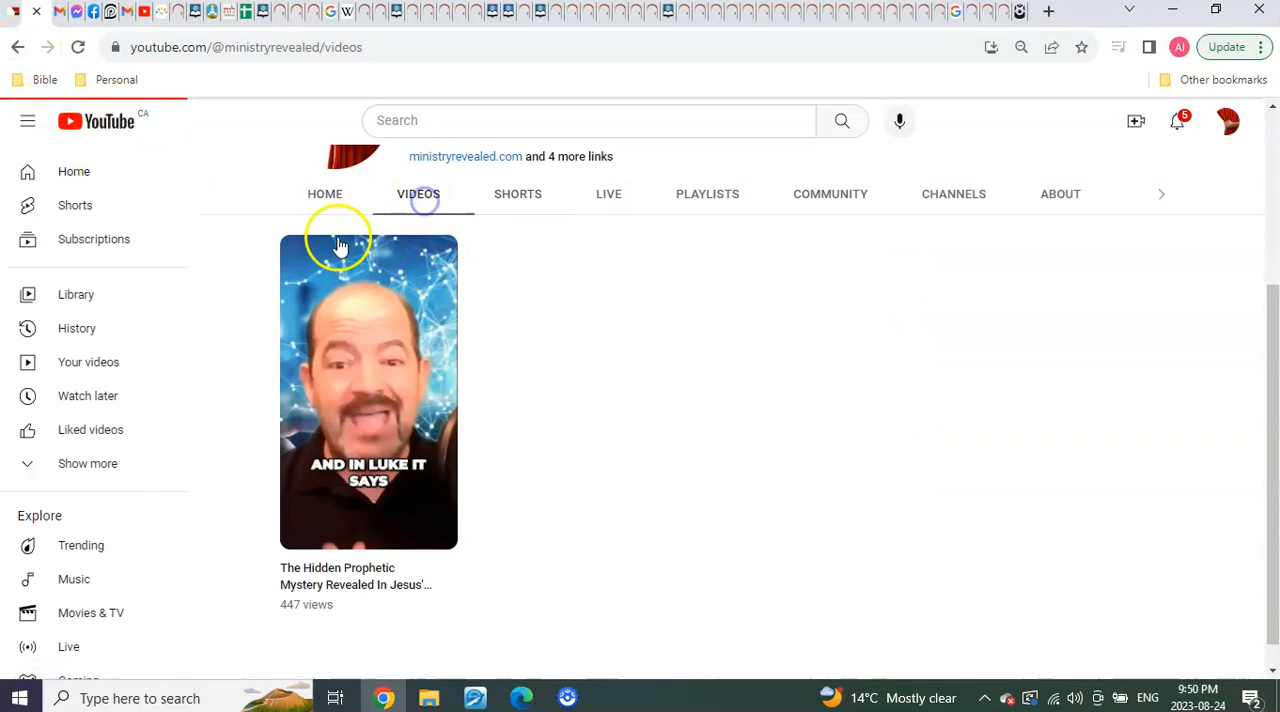 youtube.com/@ministryrevealed/videos
AI
Update
Bible
Personal
Other bookmarks
YouTube
CA
Search
5
ministryrevealed.com and 4 more links
HOME
VIDEOS
SHORTS
LIVE
PLAYLISTS
COMMUNITY
CHANNELS
ABOUT
Home
Shorts
Subscriptions
Library
History
Your videos
Watch later
Liked videos
Show more
Explore
Trending
Music
Movies & TV
Live
AND IN LUKE IT
SAYS
The Hidden Prophetic
Mystery Revealed In Jesus'...
447 views
Type here to search
14°C Mostly clear
ENG
9:50 PM
2023-08-24
2